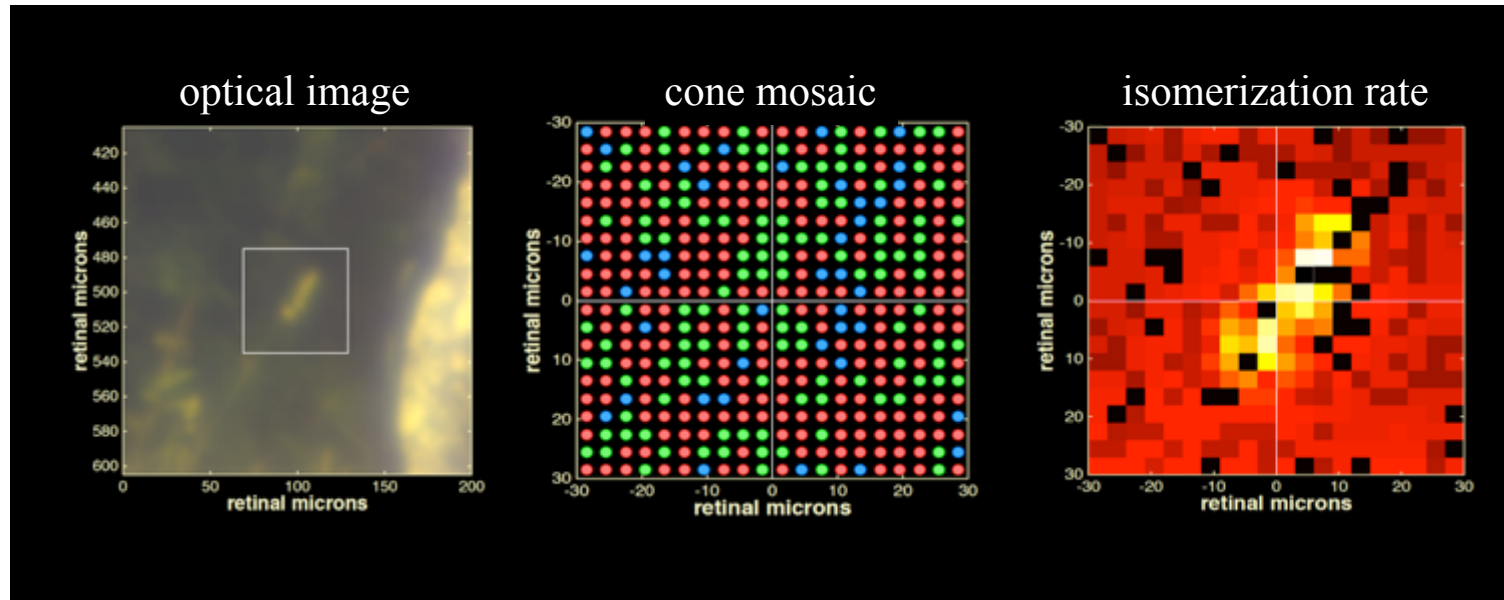 optical image
cone mosaic
isomerization rate
retinal microns
420
440
460
480
500
520
540
560
580
600
0 50 100 150 200
retinal microns
retinal microns
-30
-20
-10
0
10
20
30
-30 -20 -10 0 10 20 30
retinal microns
retinal microns
-30
-20
-10
0
10
20
30
-30 -20 -10 0 10 20 30
retinal microns